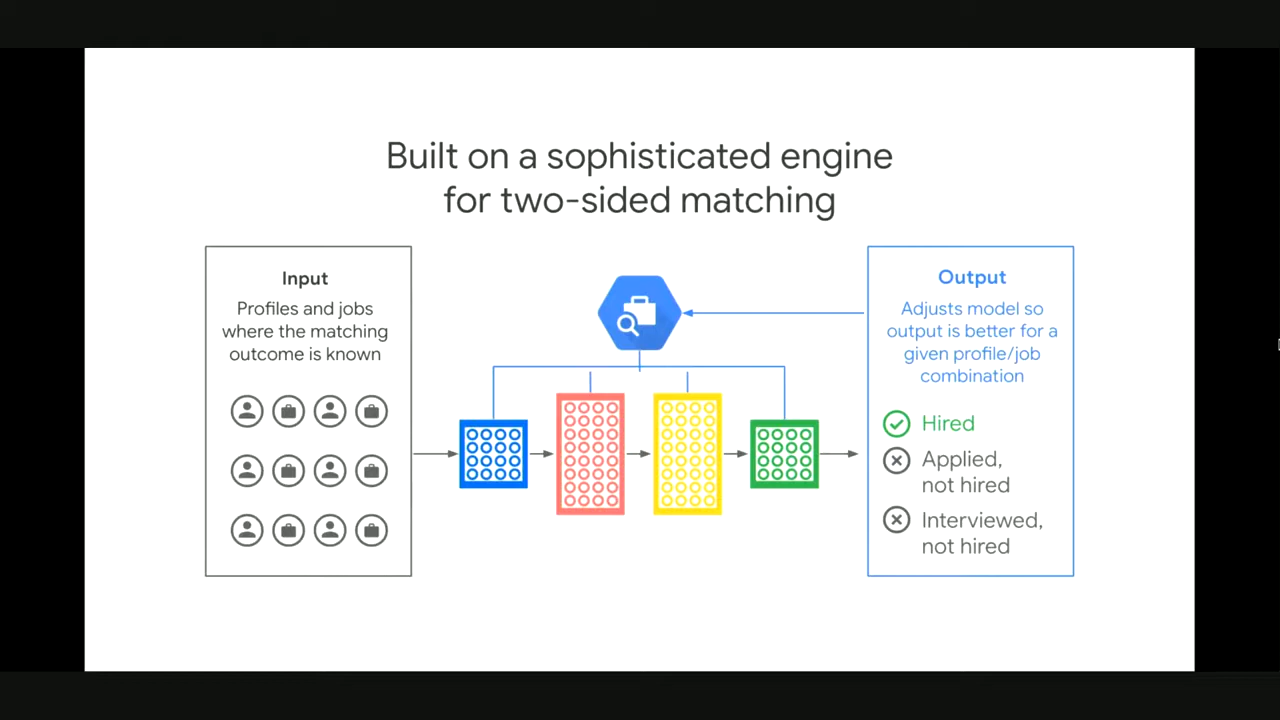 Built on a sophisticated engine
for two-sided matching
Input
Profiles and jobs
where the matching
outcome is known
Output
Adjusts model so
output is better for a
given profile/job
combination
Hired
Applied,
not hired
Interviewed,
not hired